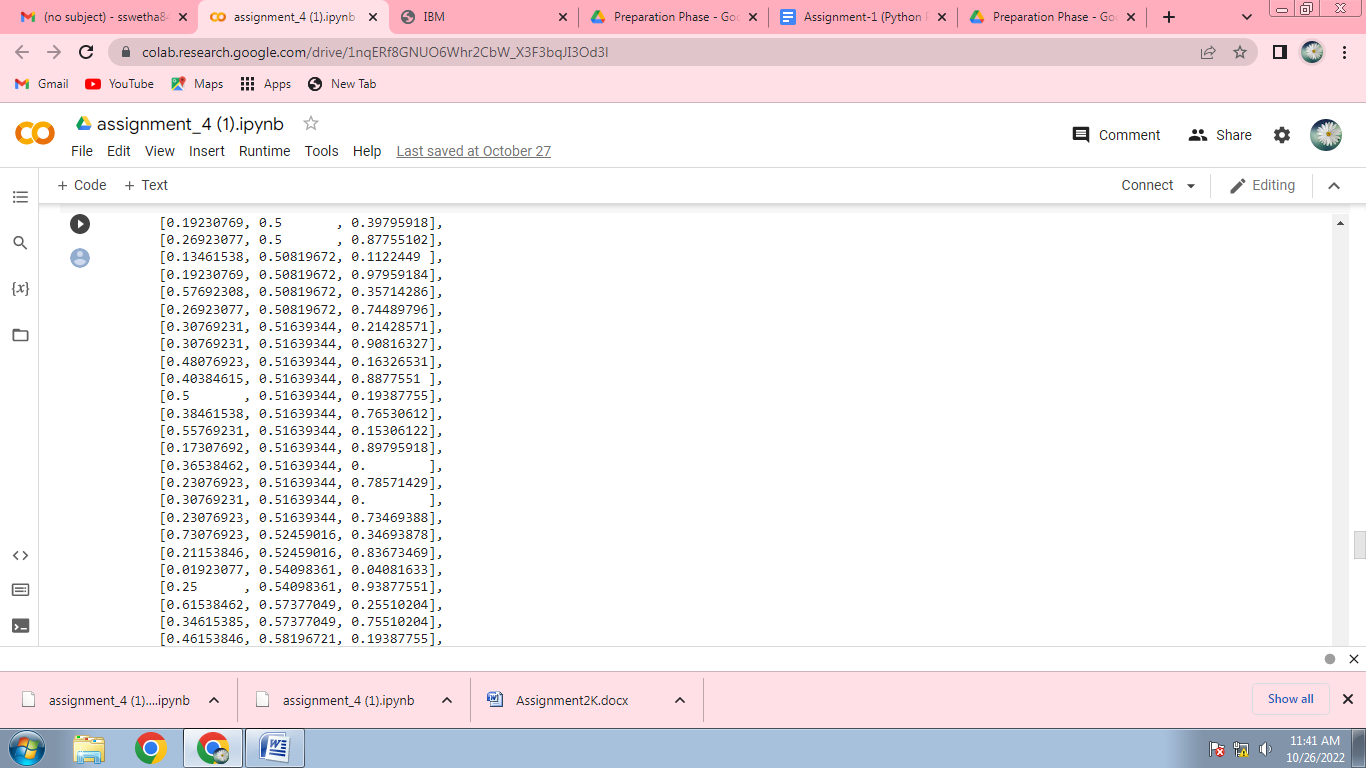 (no subject) - sswetha84
assignment_4 (1).ipynb
IBM
Preparation Phase - Goo
Assignment-1 (Python P
Preparation Phase - Goo
colab.research.google.com/drive/1nqERf8GNUO6Whr2CbW_X3F3bqJI3Od3I
Gmail YouTube Maps Apps New Tab
assignment_4 (1).ipynb
Comment Share
File Edit View Insert Runtime Tools Help Last saved at October 27
+ Code + Text Connect Editing
[0.19230769, 0.5       , 0.39795918],
[0.26923077, 0.5       , 0.87755102],
[0.13461538, 0.50819672, 0.1122449 ],
[0.19230769, 0.50819672, 0.97959184],
[0.57692308, 0.50819672, 0.35714286],
[0.26923077, 0.50819672, 0.74489796],
[0.30769231, 0.51639344, 0.21428571],
[0.30769231, 0.51639344, 0.90816327],
[0.48076923, 0.51639344, 0.16326531],
[0.40384615, 0.51639344, 0.8877551 ],
[0.5       , 0.51639344, 0.19387755],
[0.38461538, 0.51639344, 0.76530612],
[0.55769231, 0.51639344, 0.15306122],
[0.17307692, 0.51639344, 0.89795918],
[0.36538462, 0.51639344, 0.        ],
[0.23076923, 0.51639344, 0.78571429],
[0.30769231, 0.51639344, 0.        ],
[0.23076923, 0.51639344, 0.73469388],
[0.73076923, 0.52459016, 0.34693878],
[0.21153846, 0.52459016, 0.83673469],
[0.01923077, 0.54098361, 0.04081633],
[0.25      , 0.54098361, 0.93877551],
[0.61538462, 0.57377049, 0.25510204],
[0.34615385, 0.57377049, 0.75510204],
[0.46153846, 0.58196721, 0.19387755],
{x}
<>
assignment_4 (1)....ipynb
assignment_4 (1).ipynb
Assignment2K.docx
Show all
11:41 AM
10/26/2022